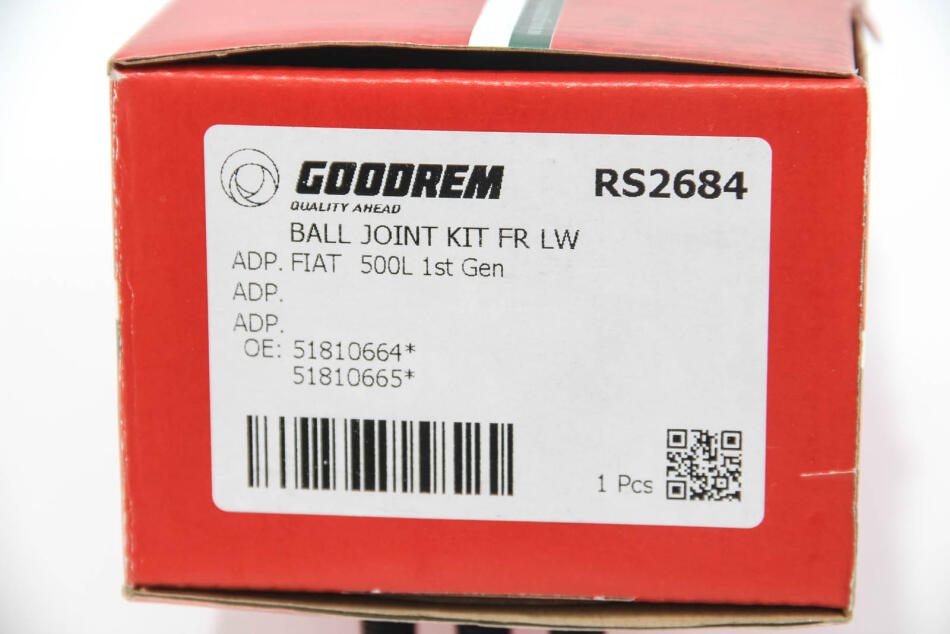 GOODREM
RS2684
QUALITY AHEAD
BALL JOINT KIT FR LW
ADP. FIAT 500L 1st Gen
ADP.
ADP.
OE: 51810664*
51810665*
1 Pcs